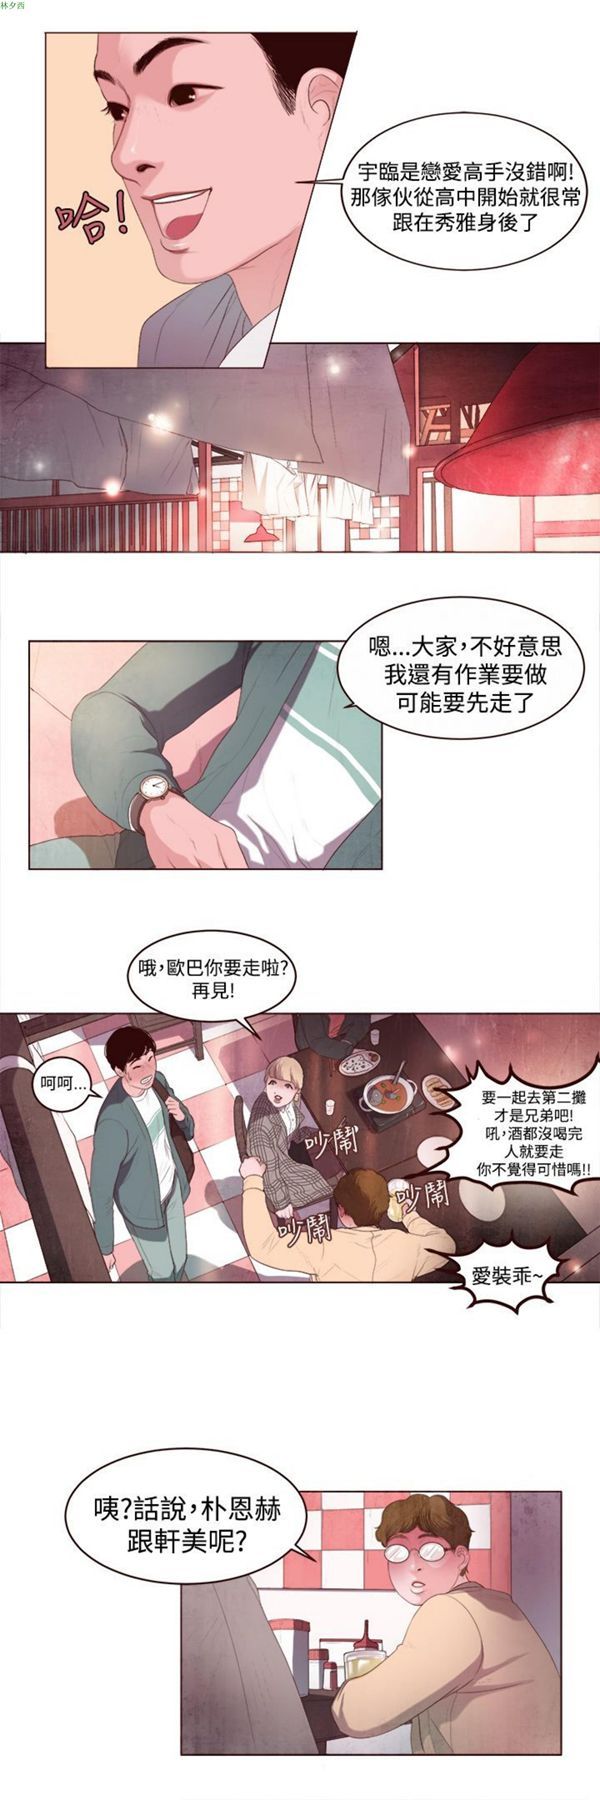 林夕西
哈!
宇臨是戀愛高手沒錯啊!
那傢伙從高中開始就很常
跟在秀雅身後了
嗯...大家,不好意思
我還有作業要做
可能要先走了
哦,歐巴你要走啦?
再見!
呵呵...
要一起去第二攤
才是兄弟吧!
吼,酒都沒喝完
人就要走
你不覺得可惜嗎!!
吵鬧
吵鬧
吵鬧
愛裝乖~
咦?話說,朴恩赫
跟軒美呢?